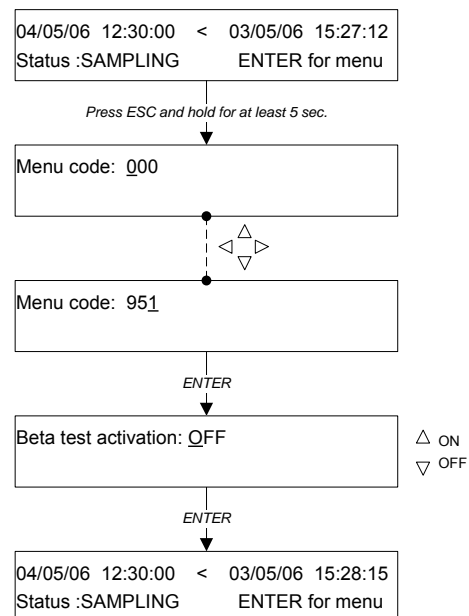 04/05/06 12:30:00 < 03/05/06 15:27:12
Status :SAMPLING ENTER for menu
Press ESC and hold for at least 5 sec.
Menu code: 000
Menu code: 951
ENTER
Beta test activation: OFF
ON
OFF
ENTER
04/05/06 12:30:00 < 03/05/06 15:28:15
Status :SAMPLING ENTER for menu